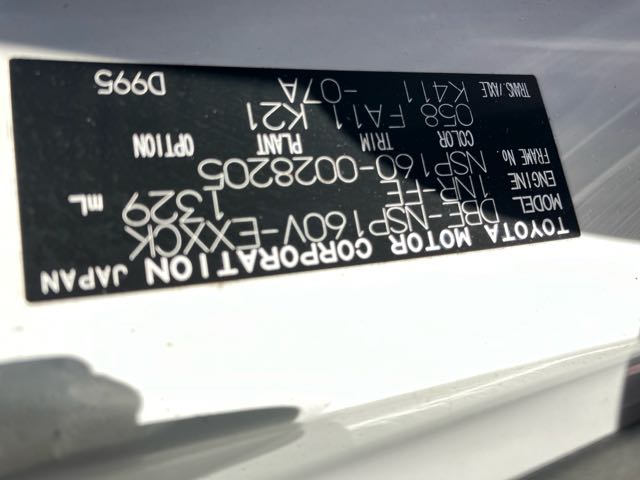 TOYOTA MOTOR CORPORATION JAPAN
MODEL DBE-NSP160V-EXXCK
ENGINE 1NR-FE 1329 mL
FRAME No. NSP160-0028205
COLOR TRIM PLANT OPTION
058 FA11 K21
TRANS./AXLE K411 -07A D995